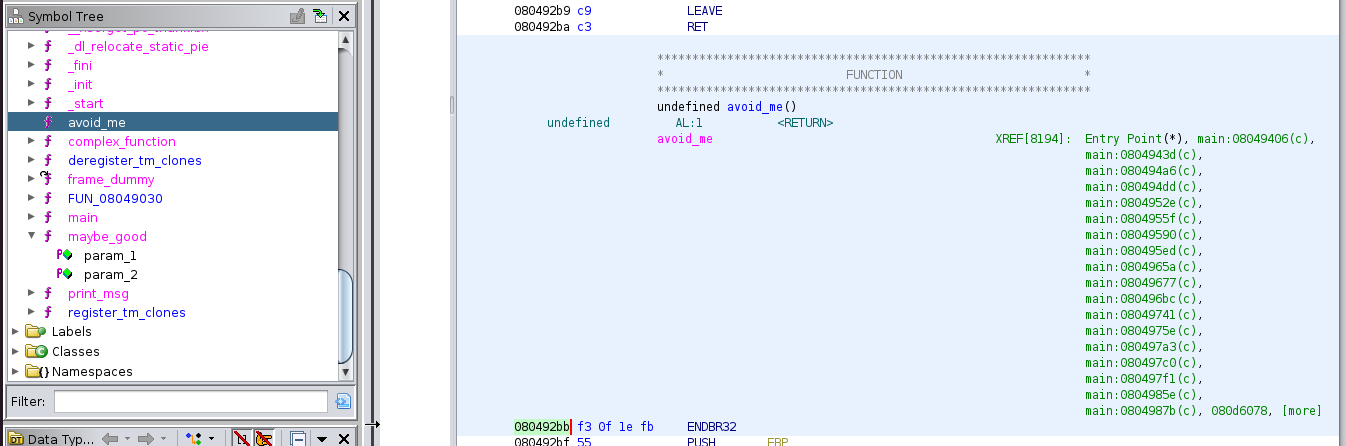 Symbol Tree
_dl_relocate_static_pie
_fini
_init
_start
avoid_me
complex_function
deregister_tm_clones
frame_dummy
FUN_08049030
main
maybe_good
param_1
param_2
print_msg
register_tm_clones
Labels
Classes
Namespaces
Filter:
Data Typ...
080492b9 c9 LEAVE
080492ba c3 RET
**************************************************************
* FUNCTION *
**************************************************************
undefined avoid_me()
undefined AL:1 <RETURN>
avoid_me XREF[8194]: Entry Point(*), main:08049406(c),
main:0804943d(c),
main:080494a6(c),
main:080494dd(c),
main:0804952e(c),
main:0804955f(c),
main:08049590(c),
main:080495ed(c),
main:0804965a(c),
main:08049677(c),
main:080496bc(c),
main:08049741(c),
main:0804975e(c),
main:080497a3(c),
main:080497c0(c),
main:080497f1(c),
main:0804985e(c),
main:0804987b(c), 080d6078, [more]
080492bb f3 0f 1e fb ENDBR32
080492bf 55 PUSH EBP